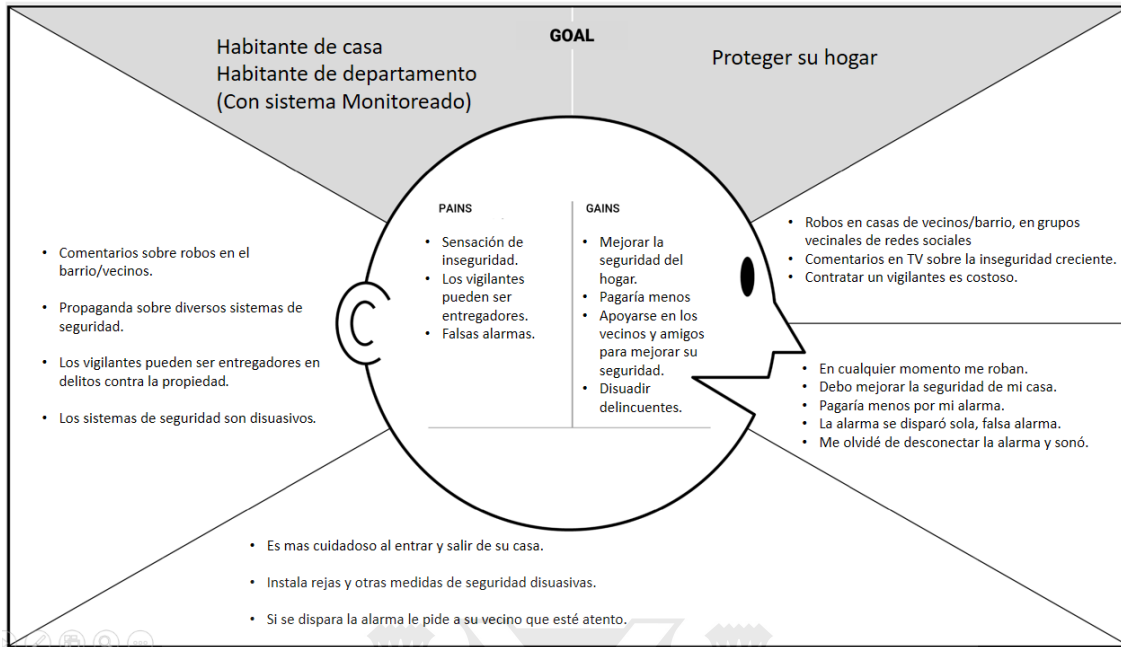 GOAL
Habitante de casa
Habitante de departamento
(Con sistema Monitoreado)
Proteger su hogar
PAINS
• Sensación de
inseguridad.
• Los vigilantes
pueden ser
entregadores.
• Falsas alarmas.
GAINS
• Mejorar la
seguridad del
hogar.
• Pagaría menos
• Apoyarse en los
vecinos y amigos
para mejorar su
seguridad.
• Disuadir
delincuentes.
• Comentarios sobre robos en el
barrio/vecinos.
• Propaganda sobre diversos sistemas de
seguridad.
• Los vigilantes pueden ser entregadores en
delitos contra la propiedad.
• Los sistemas de seguridad son disuasivos.
• Robos en casas de vecinos/barrio, en grupos
vecinales de redes sociales
• Comentarios en TV sobre la inseguridad creciente.
• Contratar un vigilantes es costoso.
• En cualquier momento me roban.
• Debo mejorar la seguridad de mi casa.
• Pagaría menos por mi alarma.
• La alarma se disparó sola, falsa alarma.
• Me olvidé de desconectar la alarma y sonó.
• Es mas cuidadoso al entrar y salir de su casa.
• Instala rejas y otras medidas de seguridad disuasivas.
• Si se dispara la alarma le pide a su vecino que esté atento.